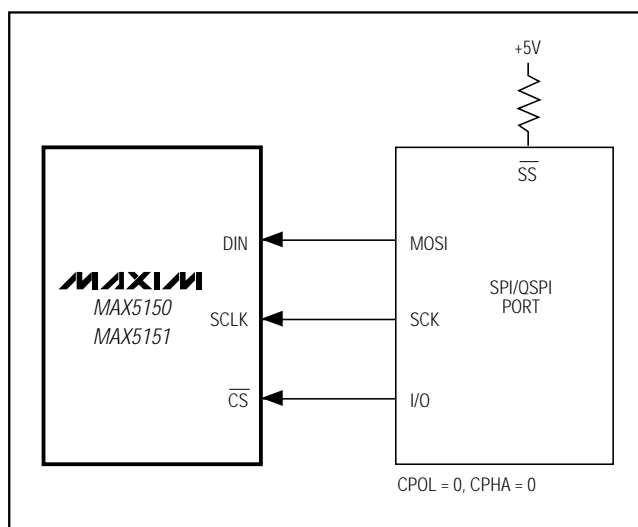 +5V
SS
DIN
MOSI
MAXIM
MAX5150
MAX5151
SPI/QSPI
PORT
SCLK
SCK
CS
I/O
CPOL = 0, CPHA = 0